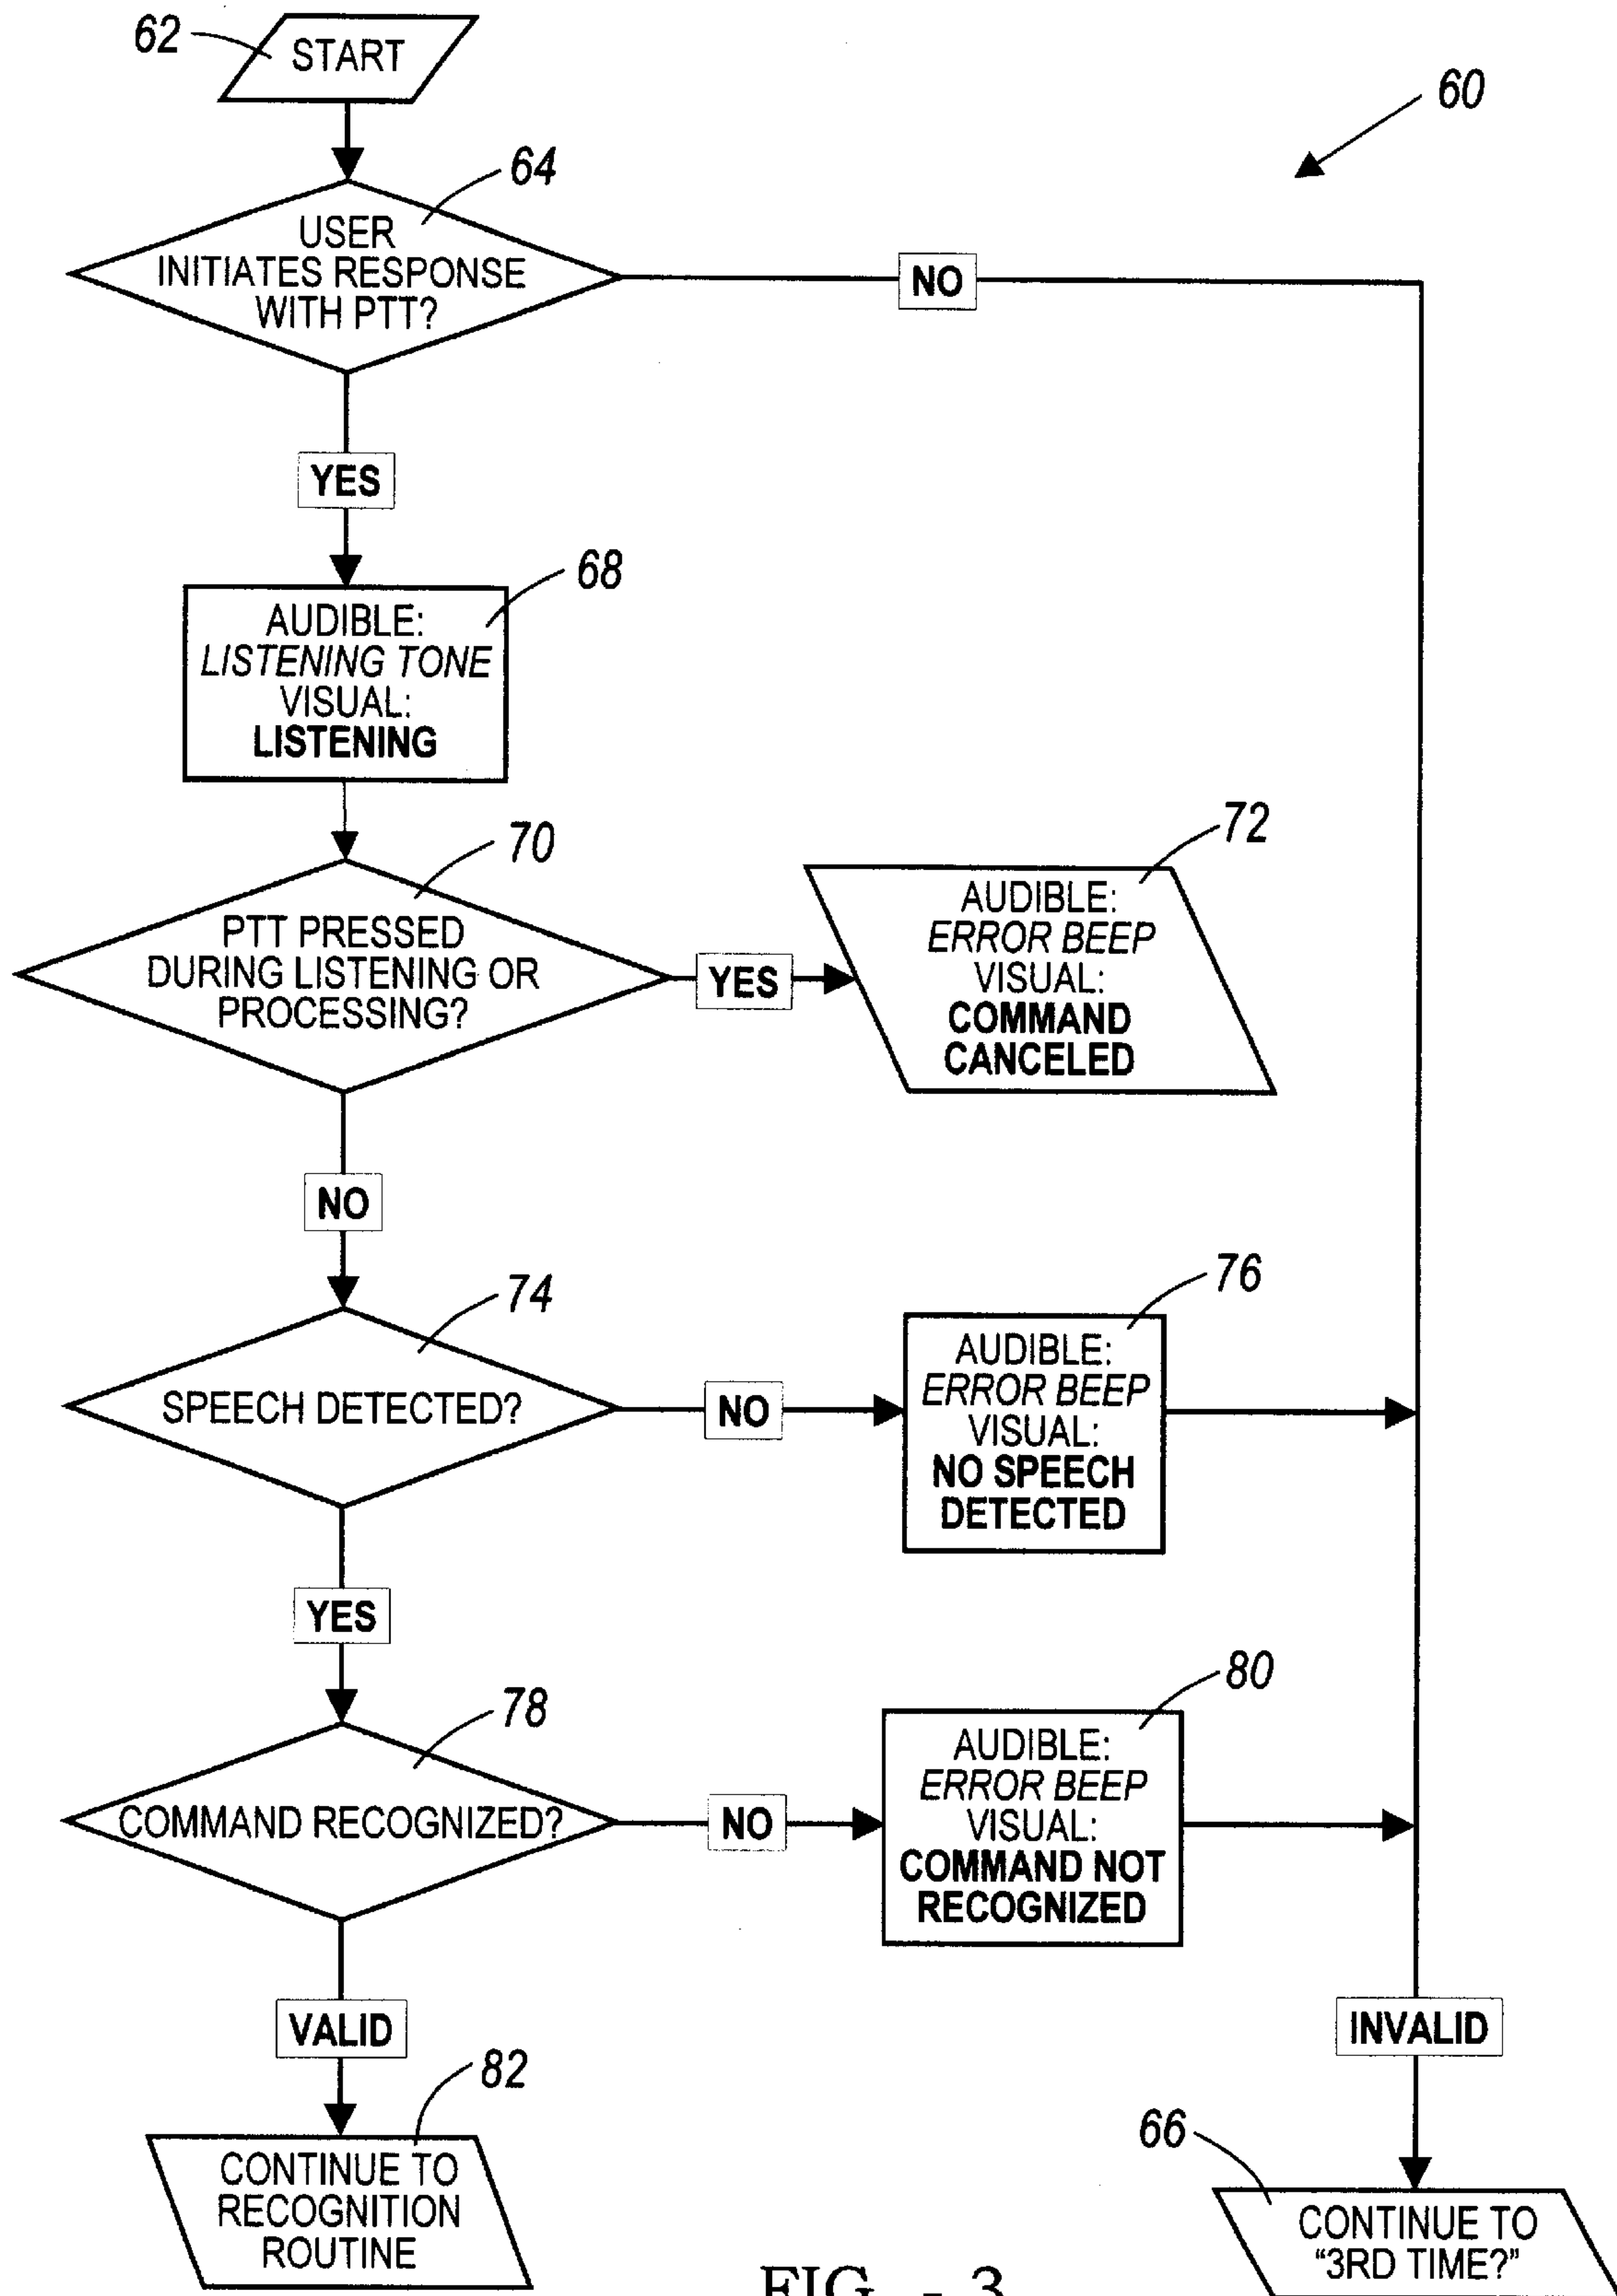 62
START
60
64
USER
INITIATES RESPONSE
WITH PTT?
NO
YES
68
AUDIBLE:
LISTENING TONE
VISUAL:
LISTENING
70
PTT PRESSED
DURING LISTENING OR
PROCESSING?
YES
72
AUDIBLE:
ERROR BEEP
VISUAL:
COMMAND
CANCELED
NO
74
SPEECH DETECTED?
NO
76
AUDIBLE:
ERROR BEEP
VISUAL:
NO SPEECH
DETECTED
YES
78
COMMAND RECOGNIZED?
NO
80
AUDIBLE:
ERROR BEEP
VISUAL:
COMMAND NOT
RECOGNIZED
VALID
INVALID
82
CONTINUE TO
RECOGNITION
ROUTINE
66
CONTINUE TO
“3RD TIME?”
FIG. - 3